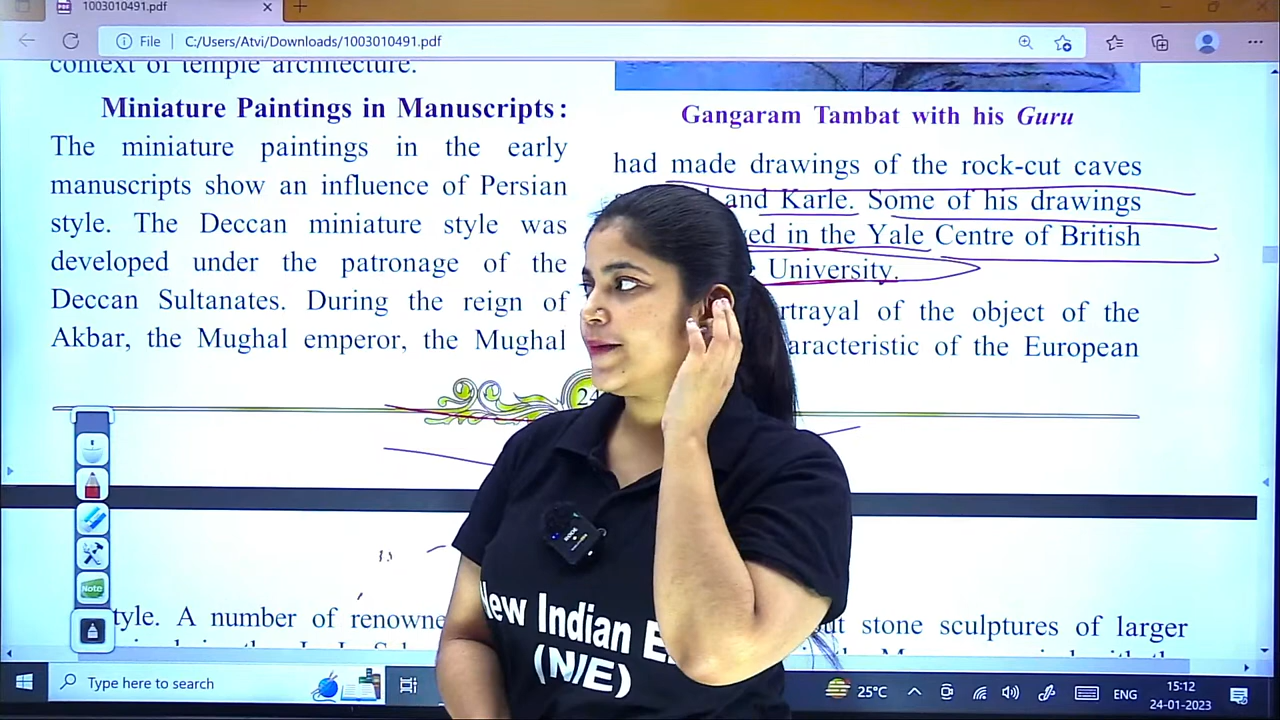 1003010491.pdf
File
C:/Users/Atvi/Downloads/1003010491.pdf
context of temple architecture.
Miniature Paintings in Manuscripts:
The miniature paintings in the early
manuscripts show an influence of Persian
style. The Deccan miniature style was
developed under the patronage of the
Deccan Sultanates. During the reign of
Akbar, the Mughal emperor, the Mughal
Gangaram Tambat with his Guru
had made drawings of the rock-cut caves
and Karle. Some of his drawings
in the Yale Centre of British
University.
of the object of the
of the European
24
Note
style. A number of
stone sculptures of larger
New Indian
(NIE)
Type here to search
25°C
ENG
15:12
24-01-2023